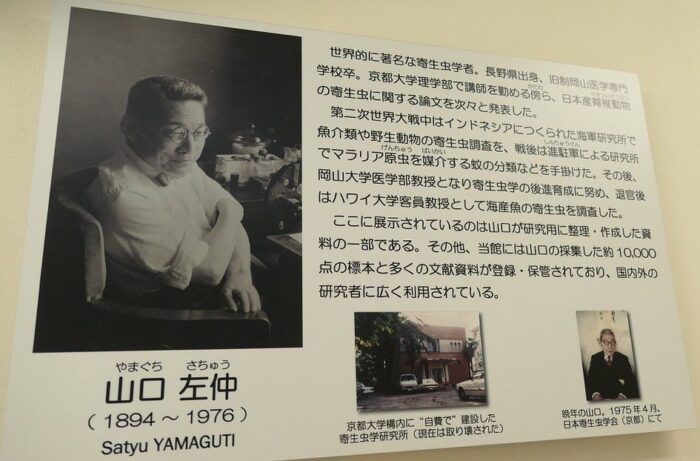 世界的に著名な寄生虫学者。長野県出身、旧制岡山医学専門
学校卒。京都大学理学部で講師を勤める傍ら、日本産脊椎動物
の寄生虫に関する論文を次々と発表した。
第二次世界大戦中はインドネシアにつくられた海軍研究所で
魚介類や野生動物の寄生虫調査を、戦後は進駐軍による研究所
でマラリア原虫を媒介する蚊の分類などを手掛けた。その後、
岡山大学医学部教授となり寄生虫学の後進育成に努め、退官後
はハワイ大学客員教授として海産魚の寄生虫を調査した。
ここに展示されているのは山口が研究用に整理・作成した資
料の一部である。その他、当館には山口の採集した約10,000
点の標本と多くの文献資料が登録・保管されており、国内外の
研究者に広く利用されている。
やまぐち さちゅう
山口 左仲
(1894～1976)
Satyu YAMAGUTI
京都大学構内に“自費で”建設した
寄生虫学研究所（現在は取り壊された）
晩年の山口。1975年4月、
日本寄生虫学会（京都）にて